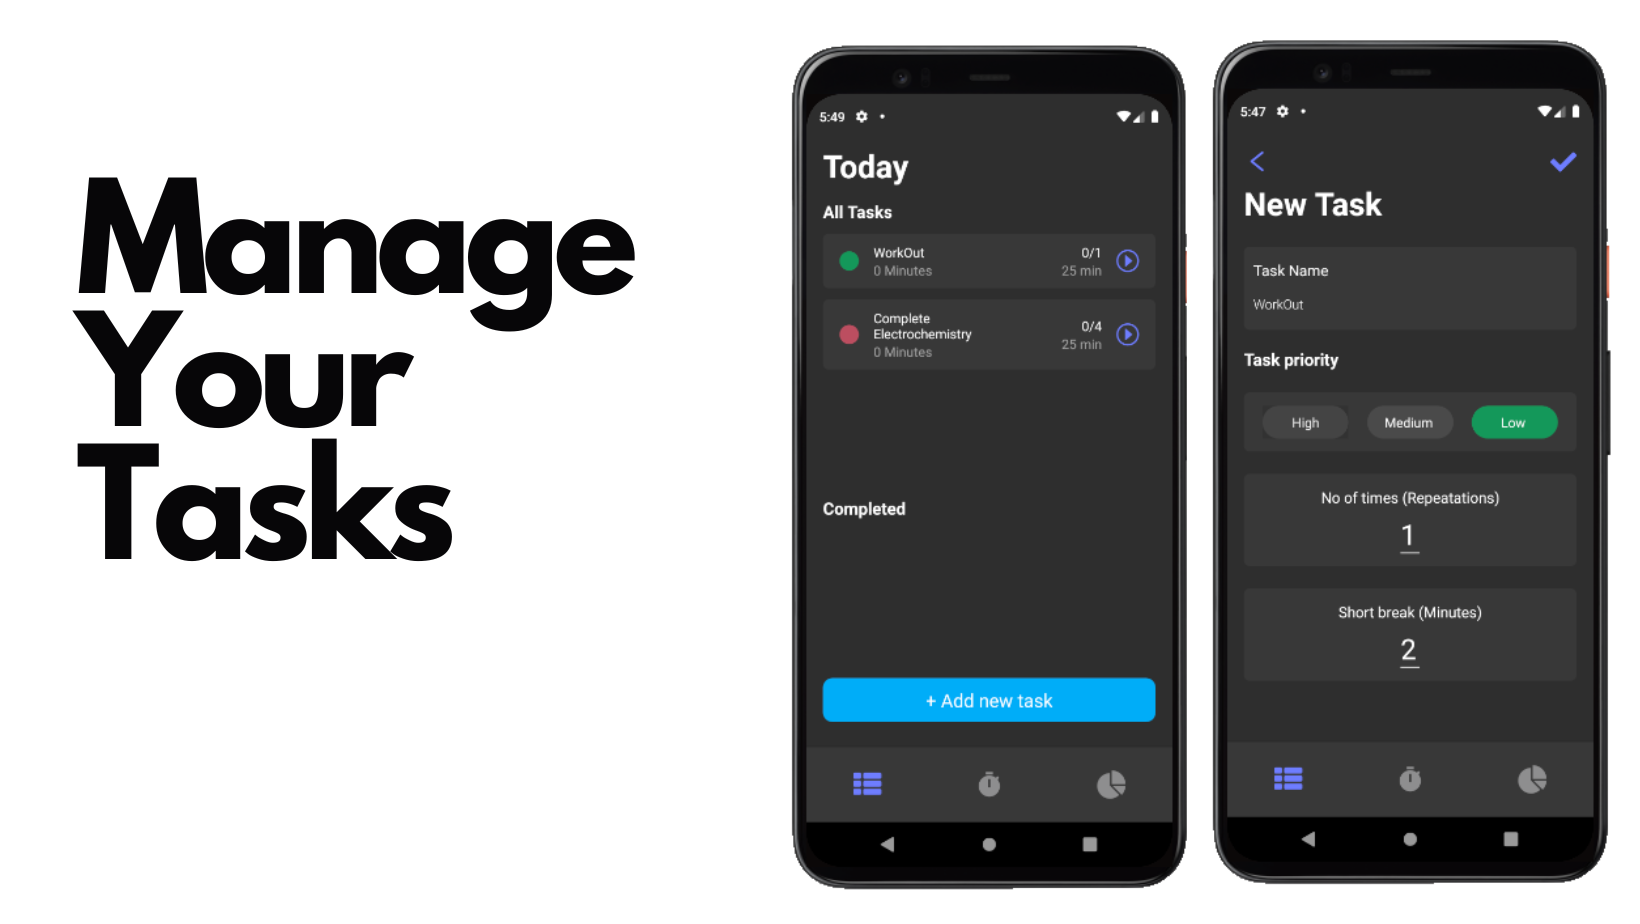 Manage
Your
Tasks
5:49
Today
All Tasks
WorkOut
0/1
0 Minutes
25 min
Complete
Electrochemistry
0/4
0 Minutes
25 min
Completed
+ Add new task
5:47
New Task
Task Name
WorkOut
Task priority
High Medium Low
No of times (Repeatations)
1
Short break (Minutes)
2